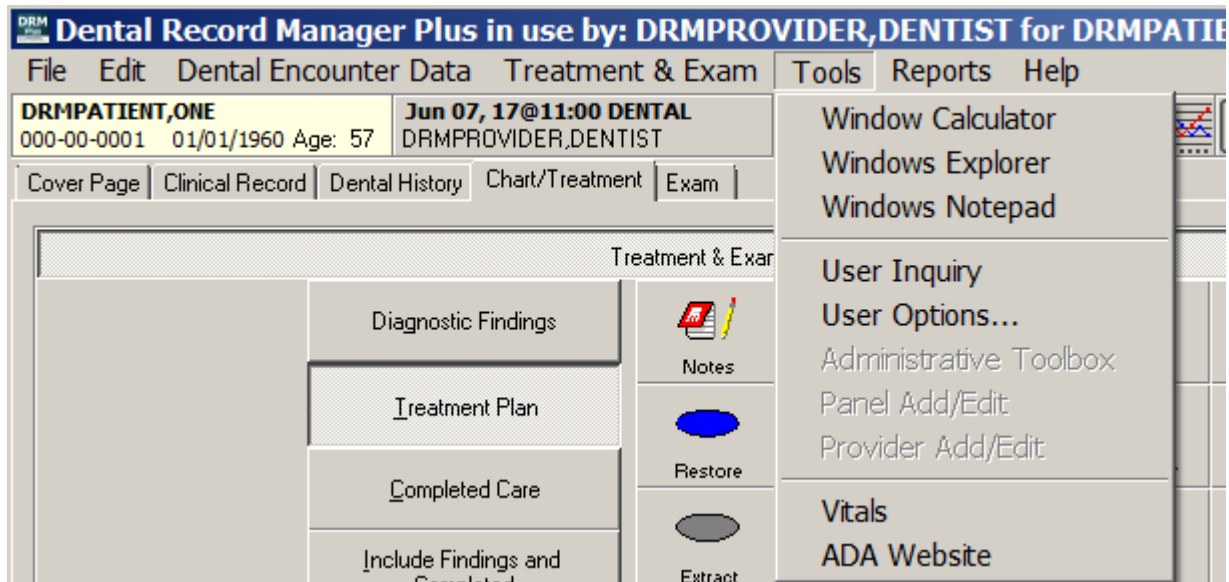 DRM Plus Dental Record Manager Plus in use by: DRMPROVIDER,DENTIST for DRMPATIE
File Edit Dental Encounter Data Treatment & Exam Tools Reports Help
DRMPATIENT,ONE
000-00-0001 01/01/1960 Age: 57
Jun 07, 17@11:00 DENTAL
DRMPROVIDER,DENTIST
Cover Page Clinical Record Dental History Chart/Treatment Exam
Treatment & Exa
Diagnostic Findings
Treatment Plan
Completed Care
Include Findings and
Completed
Notes
Restore
Extract
Window Calculator
Windows Explorer
Windows Notepad
User Inquiry
User Options...
Administrative Toolbox
Panel Add/Edit
Provider Add/Edit
Vitals
ADA Website